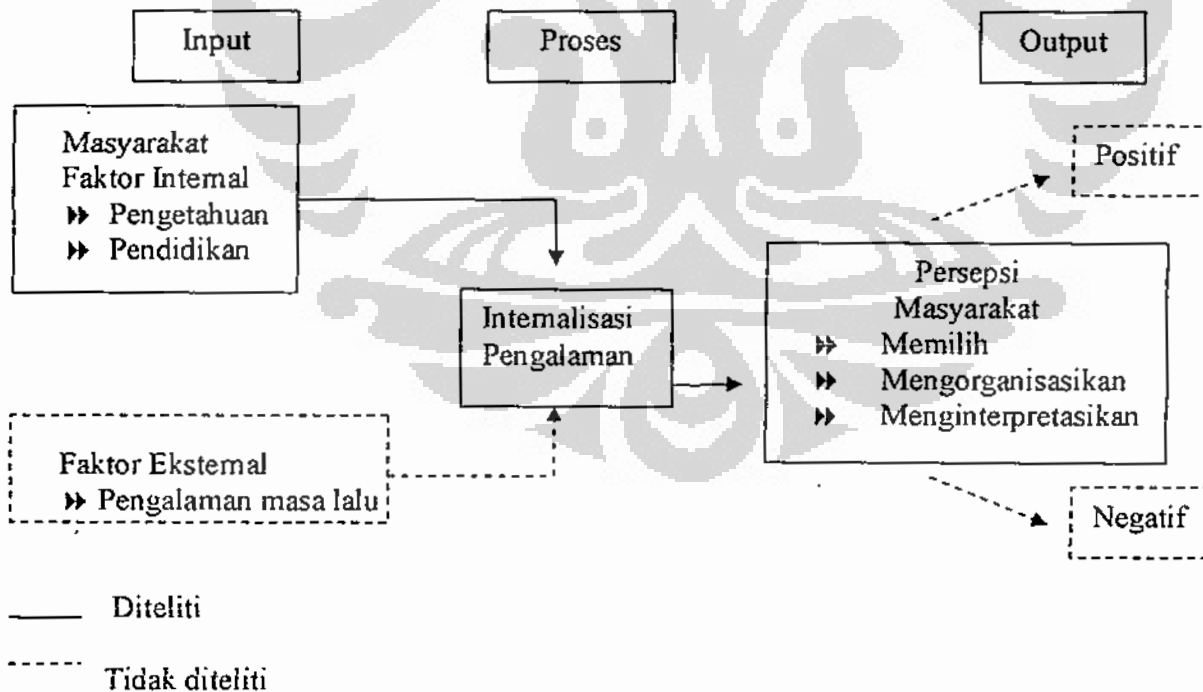 Input
Proses
Output
Masyarakat
Faktor Internal
Pengetahuan
Pendidikan
Positif
Internalisasi
Pengalaman
Persepsi
Masyarakat
Memilih
Mengorganisasikan
Menginterpretasikan
Faktor Eksternal
Pengalaman masa lalu
Negatif
Diteliti
Tidak diteliti